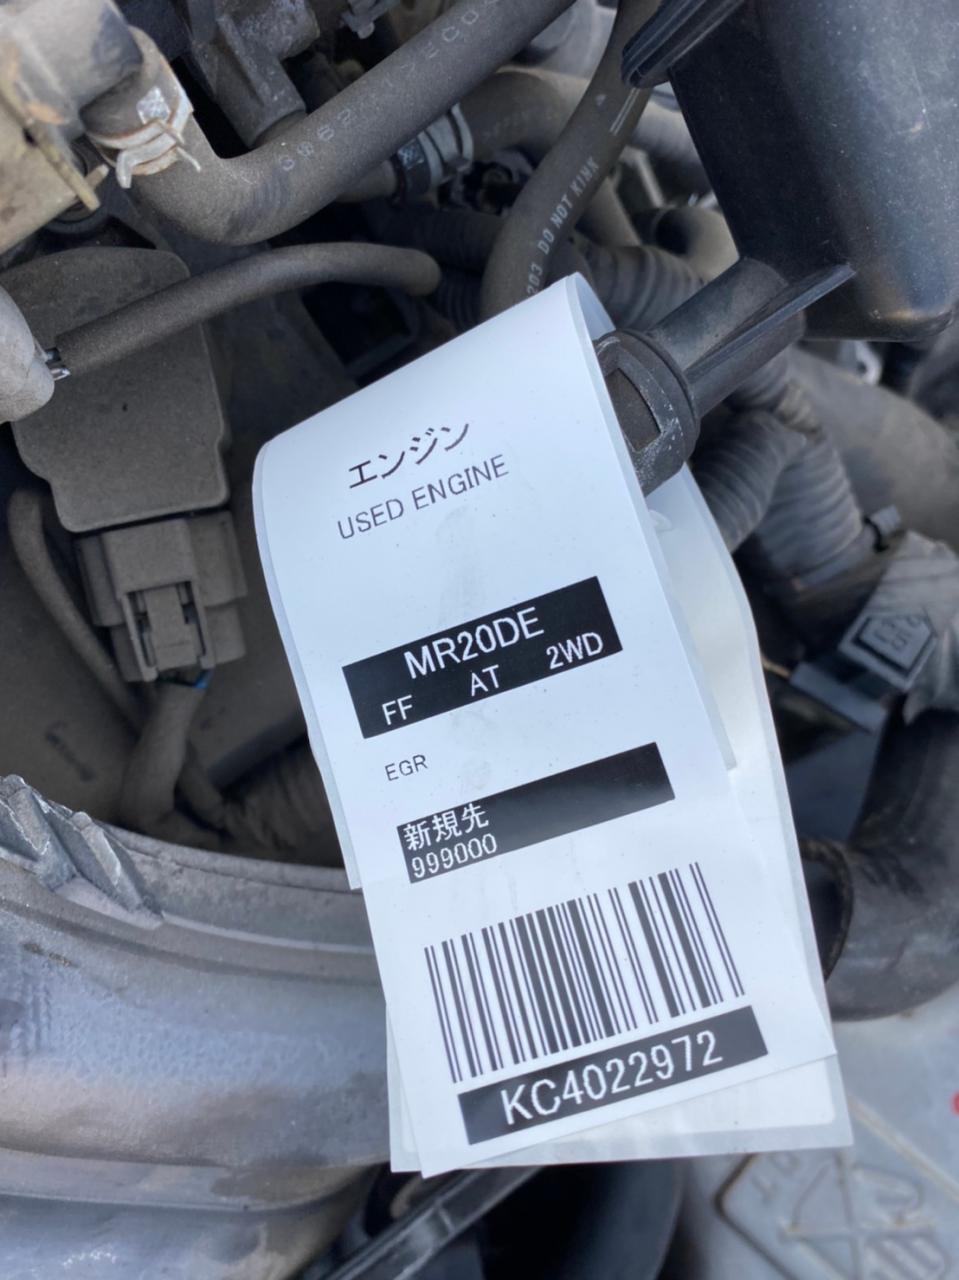 DO NOT KINK
エンジン
USED ENGINE
MR20DE
FF AT 2WD
EGR
新規先
999000
KC4022972